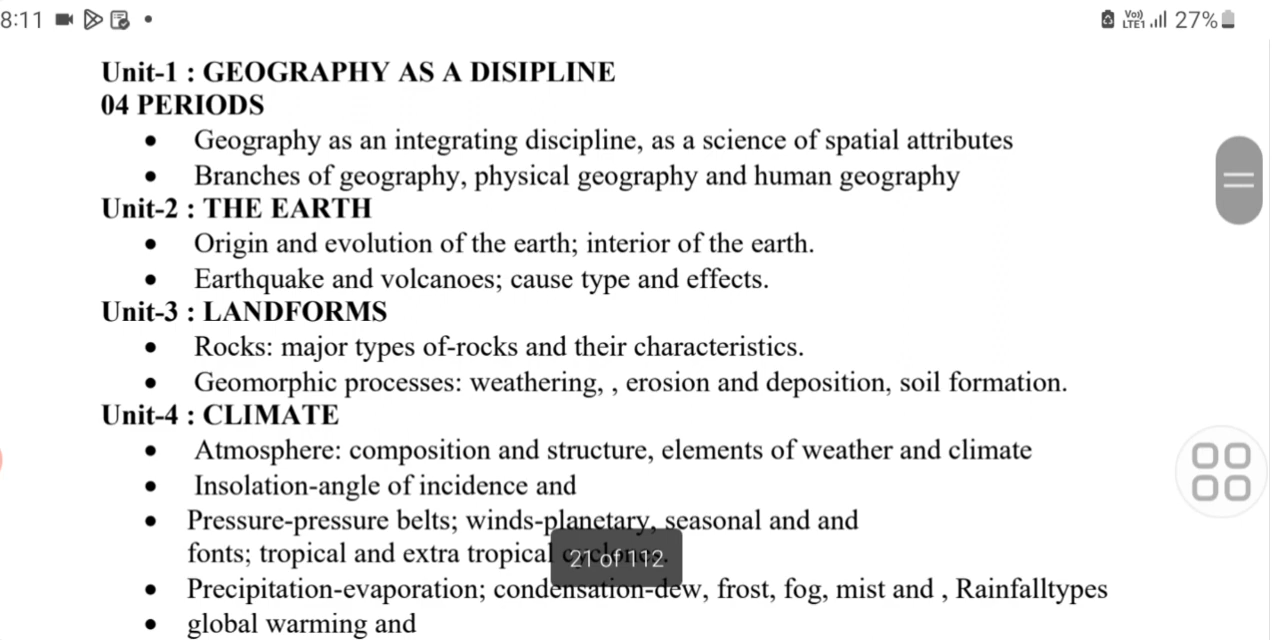 8:11
Vo))
LTE1
27%
Unit-1 : GEOGRAPHY AS A DISIPLINE
04 PERIODS
• Geography as an integrating discipline, as a science of spatial attributes
• Branches of geography, physical geography and human geography
Unit-2 : THE EARTH
• Origin and evolution of the earth; interior of the earth.
• Earthquake and volcanoes; cause type and effects.
Unit-3 : LANDFORMS
• Rocks: major types of-rocks and their characteristics.
• Geomorphic processes: weathering, , erosion and deposition, soil formation.
Unit-4 : CLIMATE
• Atmosphere: composition and structure, elements of weather and climate
• Insolation-angle of incidence and
• Pressure-pressure belts; winds-planetary, seasonal and and
fonts; tropical and extra tropical
21 of 112
• Precipitation-evaporation; condensation-dew, frost, fog, mist and , Rainfalltypes
• global warming and